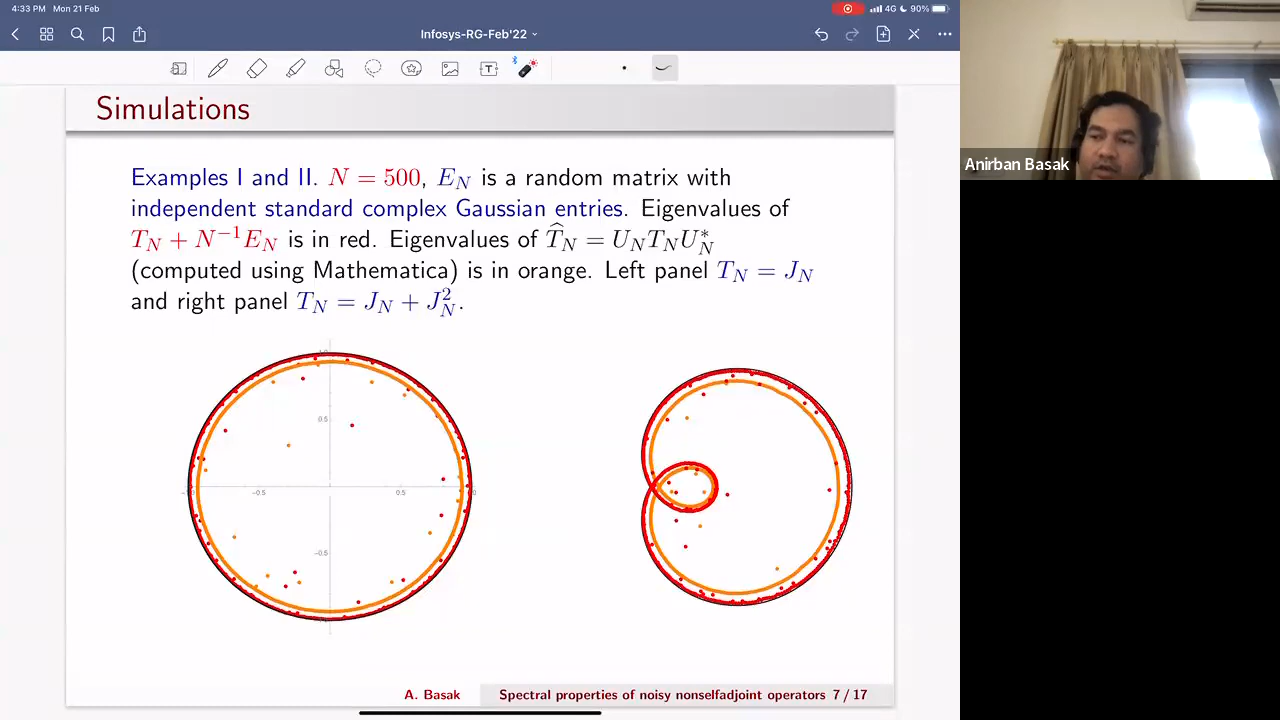 4:33 PM Mon 21 Feb
4G 90%
Infosys-RG-Feb'22
Simulations
Examples I and II. N = 500, E_N is a random matrix with
independent standard complex Gaussian entries. Eigenvalues of
T_N + N^{-1}E_N is in red. Eigenvalues of \widehat{T}_N = U_N T_N U_N^*
(computed using Mathematica) is in orange. Left panel T_N = J_N
and right panel T_N = J_N + J_N^2.
0.5
−0.5
0.5
−0.5
A. Basak
Spectral properties of noisy nonselfadjoint operators 7 / 17
Anirban Basak